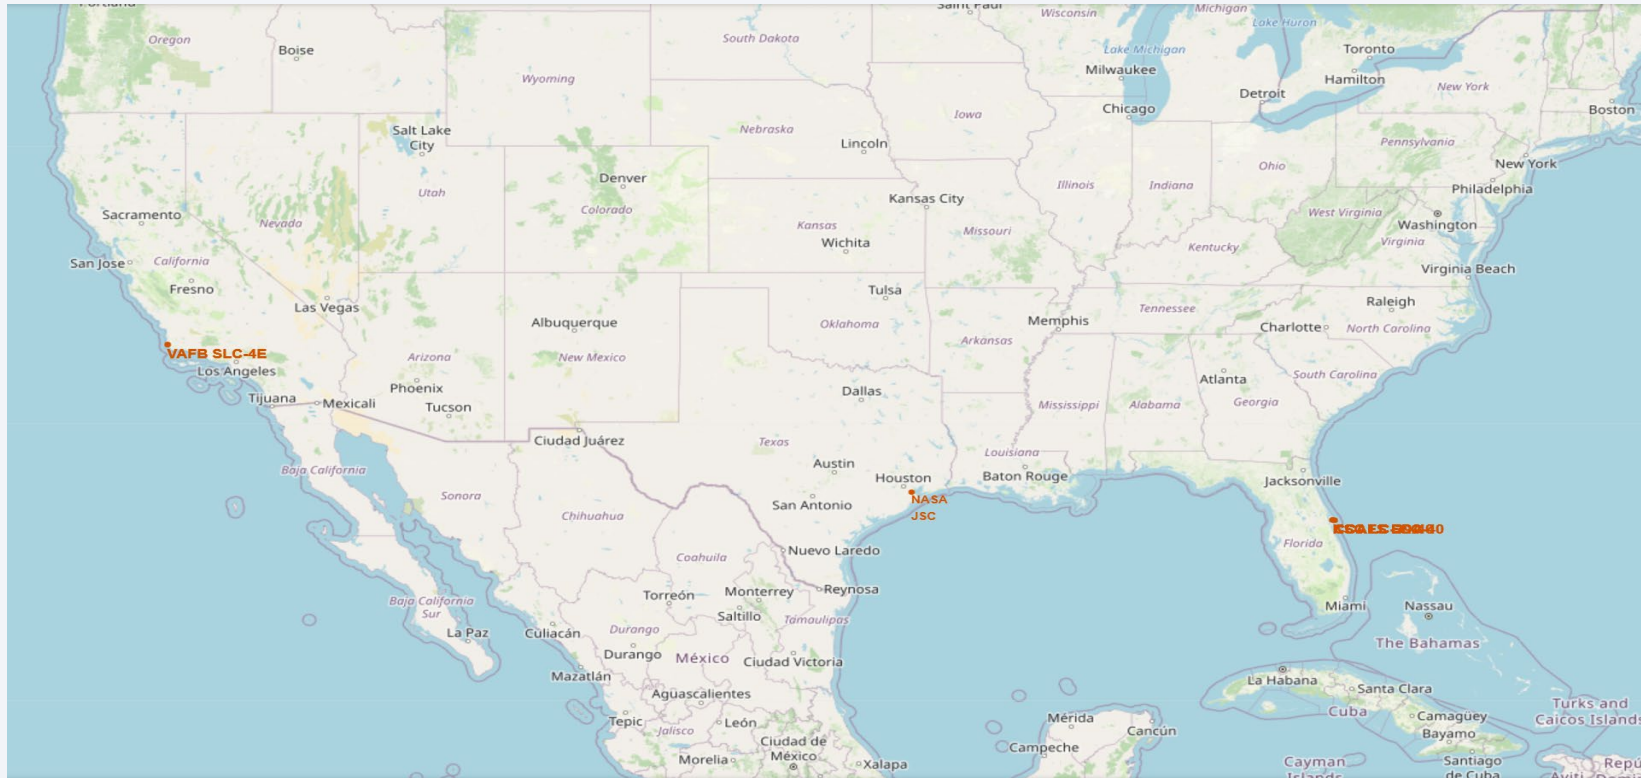 Portland
Saint Paul
Wisconsin
Michigan
Lake Huron
Oregon
Boise
South Dakota
Lake Michigan
Toronto
Wyoming
Milwaukee
Hamilton
New York
Detroit
Chicago
Boston
Iowa
Salt Lake
City
Nebraska
Lincoln
Pennsylvania
Ohio
New York
Denver
Illinois
Indiana
Philadelphia
Utah
Kansas City
Colorado
West Virginia
Sacramento
Nevada
Kansas
Missouri
Washington
Wichita
Kentucky
Virginia
San Jose
California
Virginia Beach
Fresno
Tulsa
Las Vegas
Raleigh
Tennessee
Albuquerque
Oklahoma
Memphis
Charlotte
North Carolina
Arkansas
VAFB SLC-4E
Arizona
New Mexico
Los Angeles
South Carolina
Atlanta
Phoenix
Dallas
Tijuana
Mexicali
Tucson
Mississippi
Alabama
Georgia
Ciudad Juárez
Texas
Louisiana
Austin
Baja California
Houston
Baton Rouge
Jacksonville
Sonora
San Antonio
NASA
JSC
Chihuahua
Florida
Nuevo Laredo
Coahuila
Reynosa
Torreón
Monterrey
Baja California
Sur
Miami
Nassau
Saltillo
Tamaulipas
La Paz
Culiacán
Durango
The Bahamas
Durango
México
Ciudad Victoria
Mazatlán
La Habana
Santa Clara
Aguascalientes
Turks and
Caicos Islands
Cuba
Tepic
León
Mérida
Camagüey
Jalisco
Cancún
Bayamo
Ciudad de
México
Campeche
Morelia
Xalapa
Cayman
Islands
Santiago
de Cuba